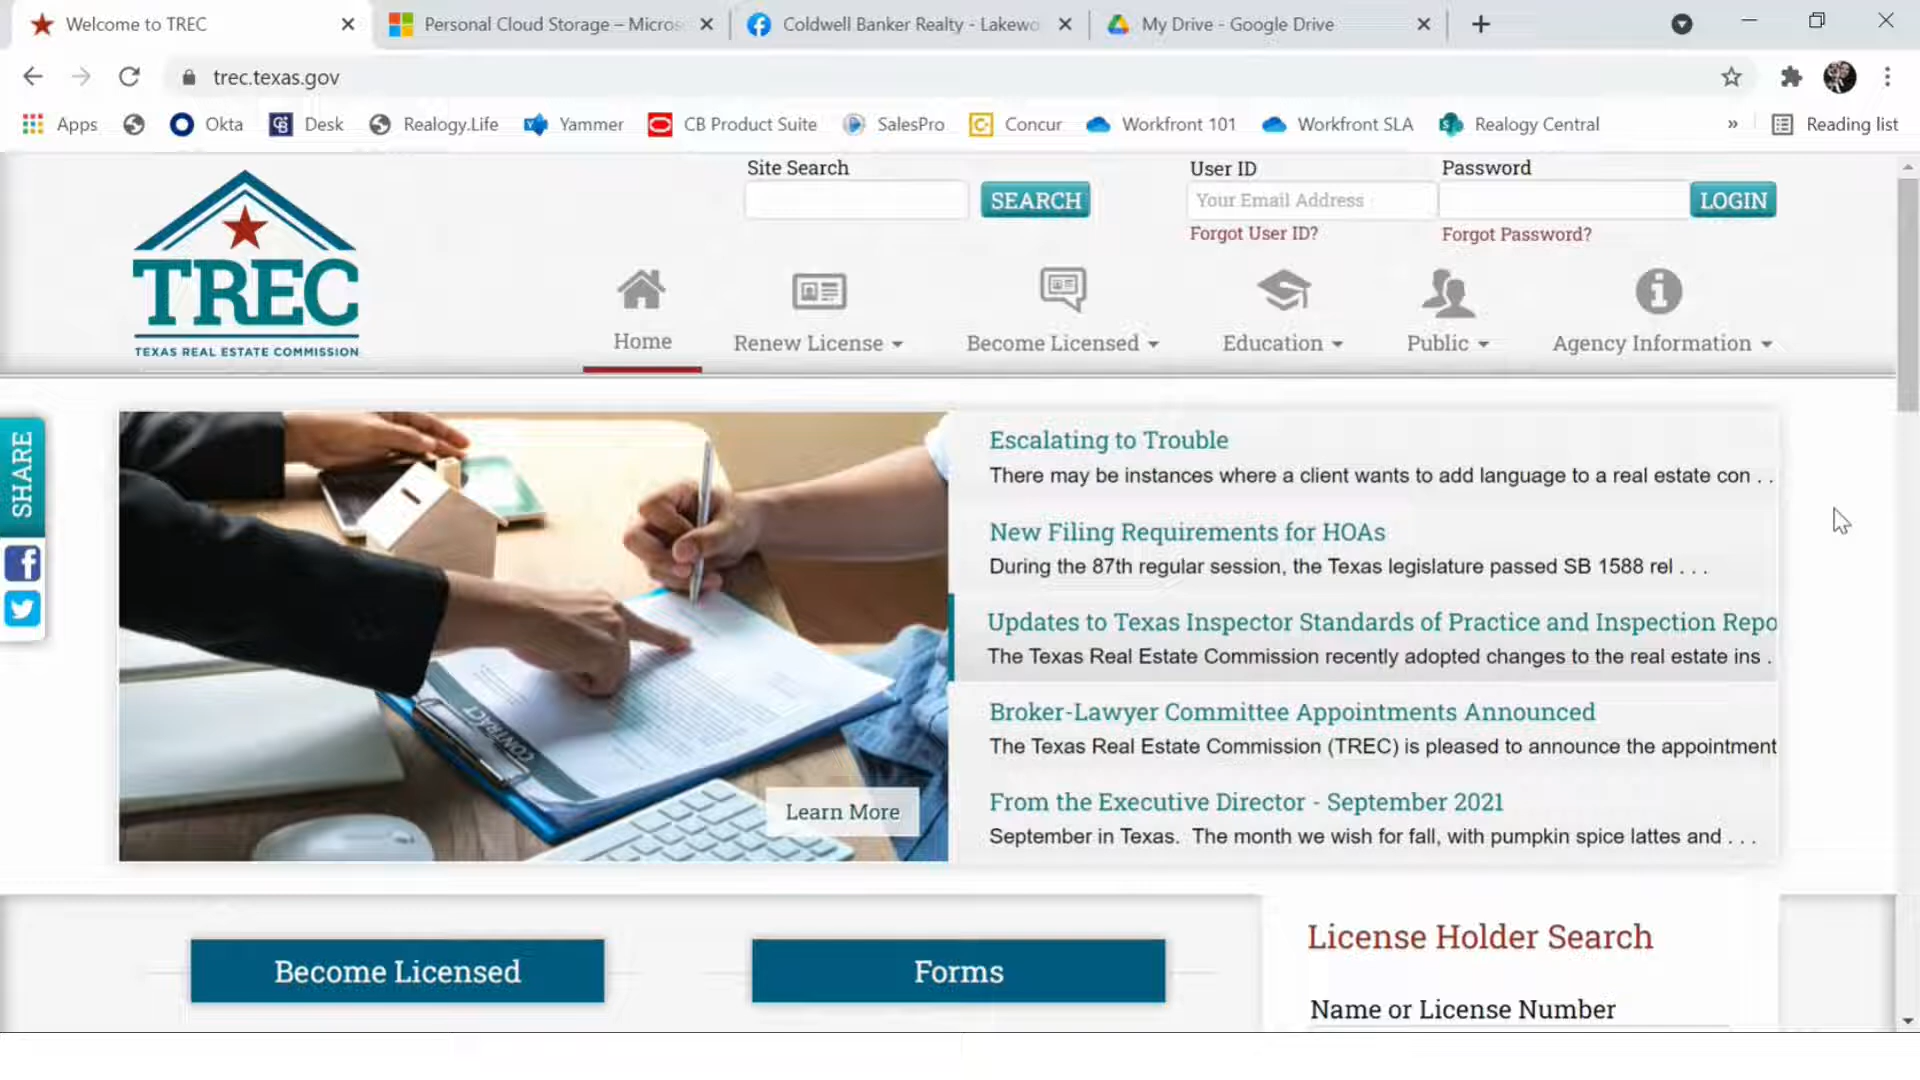 Welcome to TREC
Personal Cloud Storage – Micros
Coldwell Banker Realty - Lakewo
My Drive - Google Drive
trec.texas.gov
Apps
Okta
Desk
Realogy.Life
Yammer
CB Product Suite
SalesPro
Concur
Workfront 101
Workfront SLA
Realogy Central
»
Reading list
Site Search
SEARCH
User ID
Password
Your Email Address
LOGIN
Forgot User ID?
Forgot Password?
TREC
TEXAS REAL ESTATE COMMISSION
Home
Renew License
Become Licensed
Education
Public
Agency Information
SHARE
CONTRACT
Learn More
Escalating to Trouble
There may be instances where a client wants to add language to a real estate con . .
New Filing Requirements for HOAs
During the 87th regular session, the Texas legislature passed SB 1588 rel . . .
Updates to Texas Inspector Standards of Practice and Inspection Repo
The Texas Real Estate Commission recently adopted changes to the real estate ins .
Broker-Lawyer Committee Appointments Announced
The Texas Real Estate Commission (TREC) is pleased to announce the appointment
From the Executive Director - September 2021
September in Texas. The month we wish for fall, with pumpkin spice lattes and . . .
Become Licensed
Forms
License Holder Search
Name or License Number